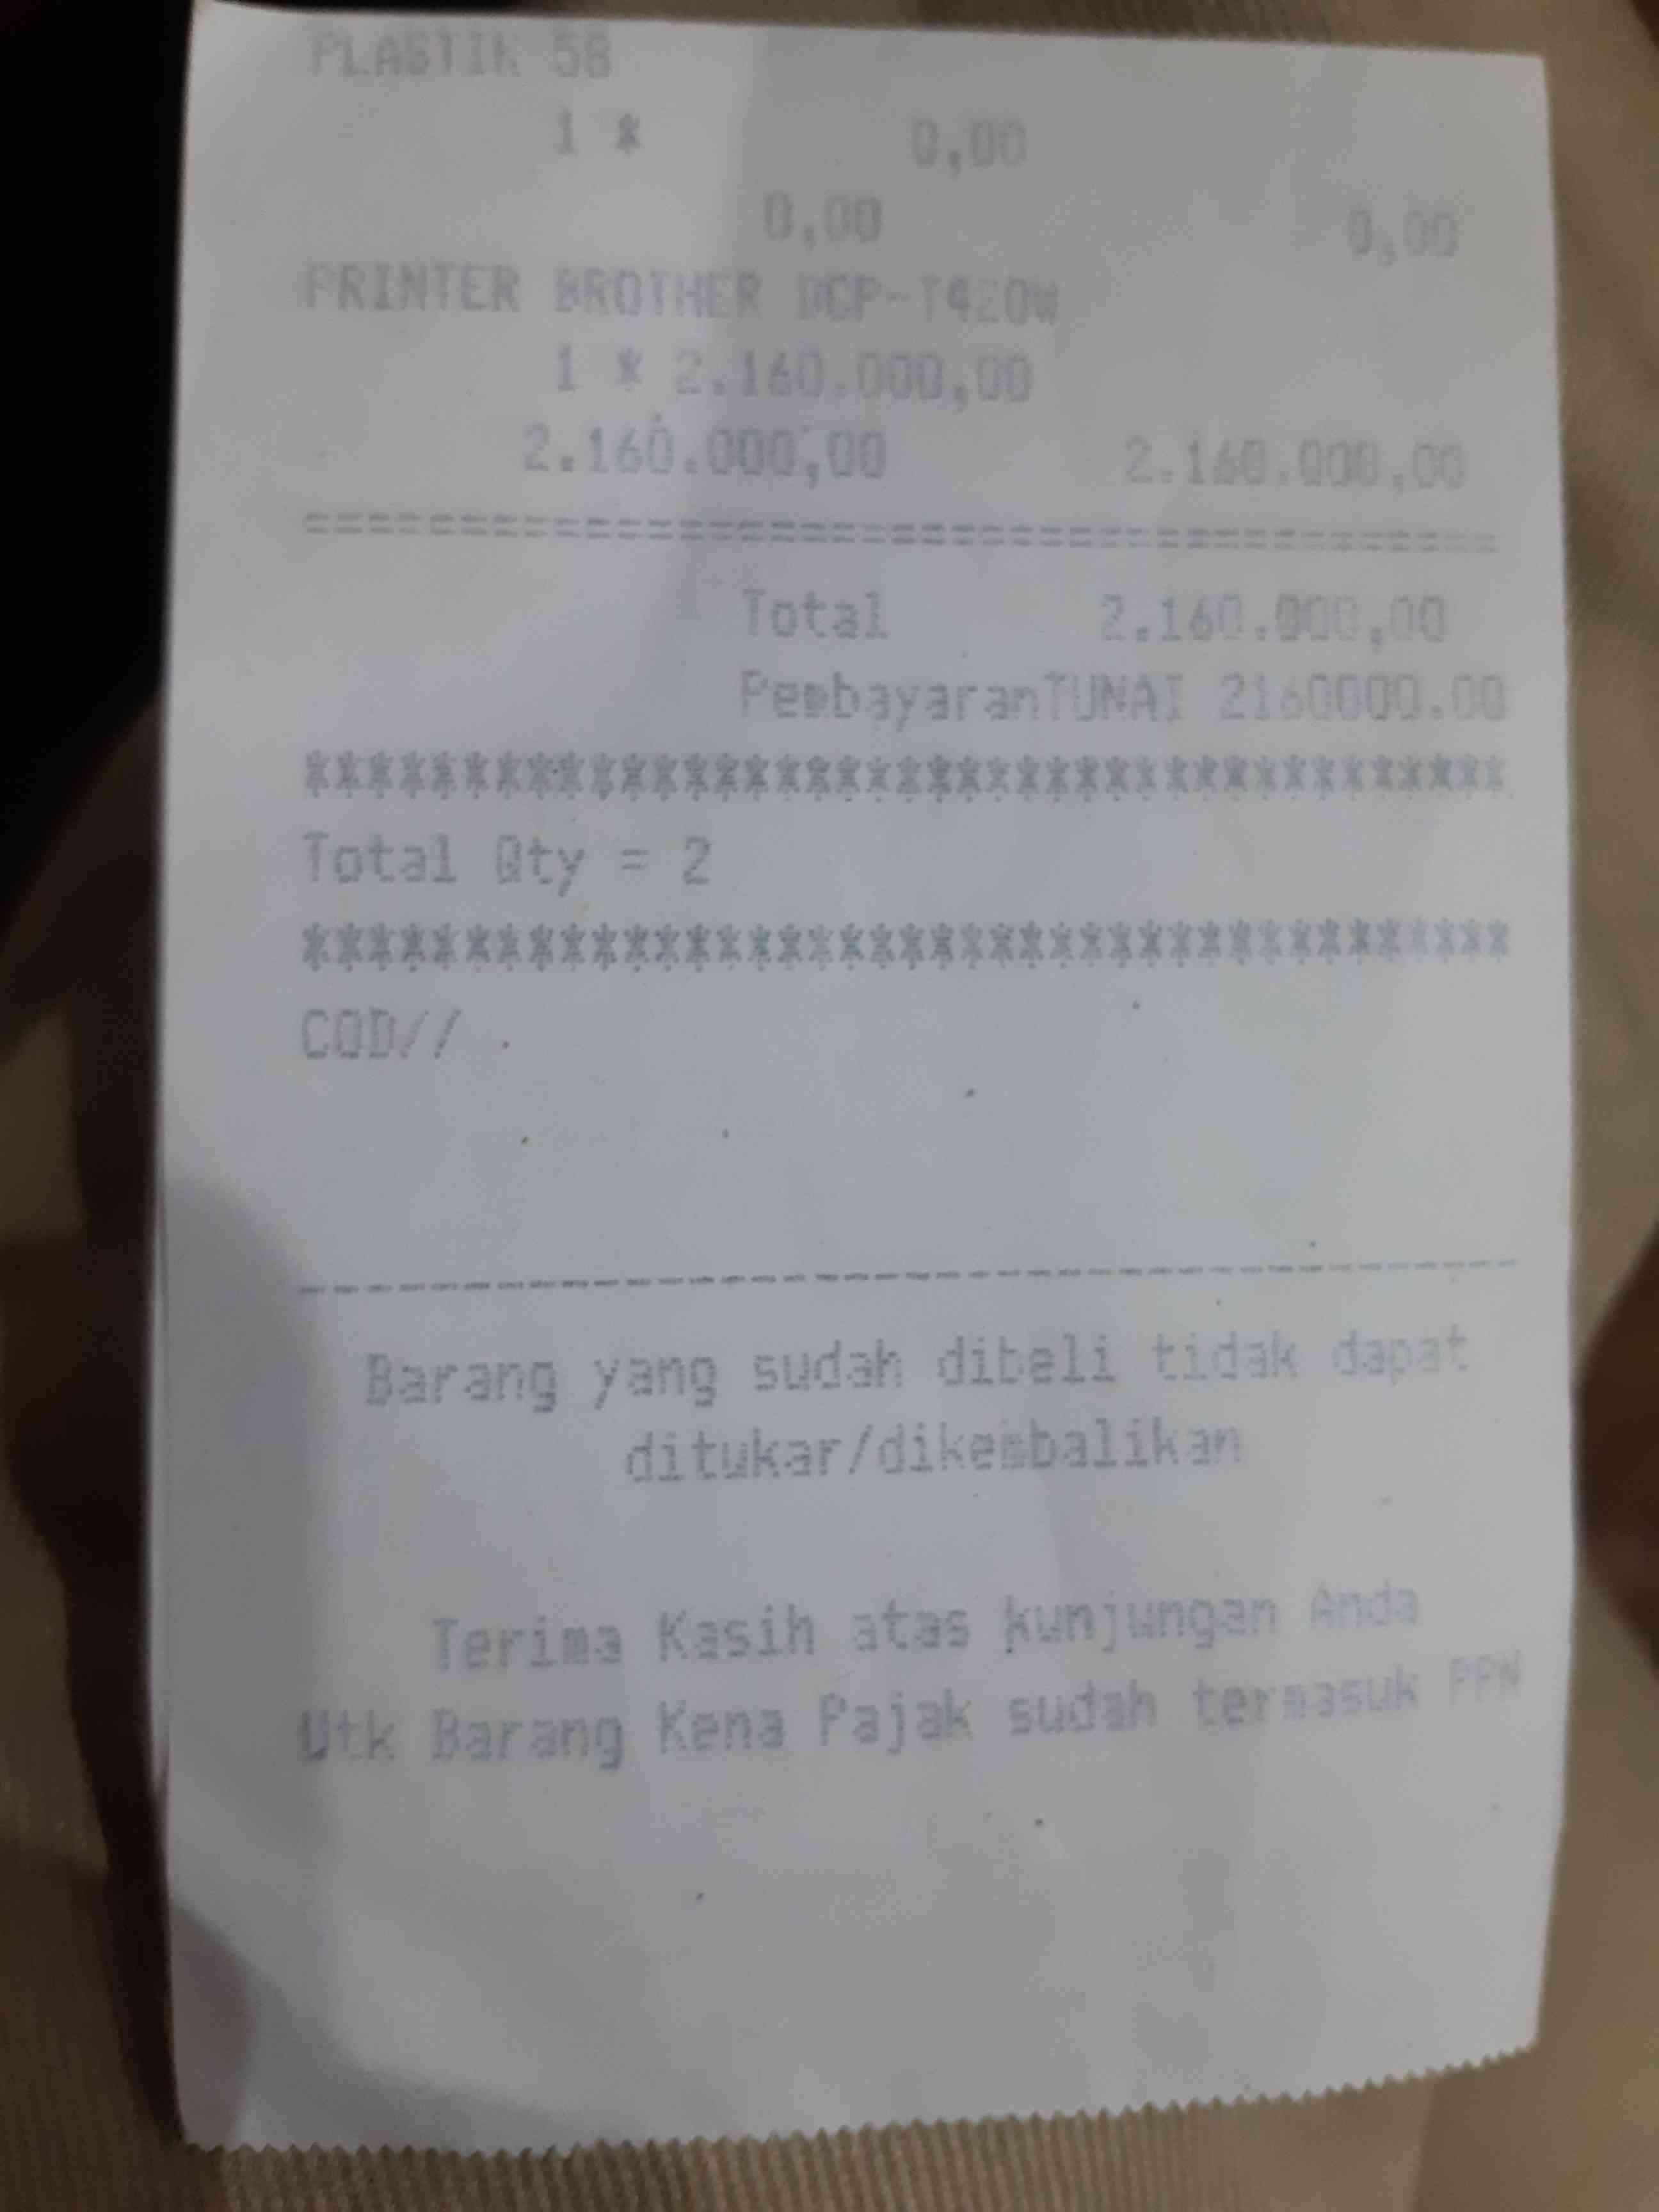 PLASTIK 58
1 * 0,00
0,00 0,00
PRINTER BROTHER DCP-T420W
1 * 2.160.000,00
2.160.000,00 2.160.000,00
=======================================
Total 2.160.000,00
PembayaranTUNAI 2160000.00
***************************************
Total Qty = 2
***************************************
COD//
---------------------------------------
Barang yang sudah dibeli tidak dapat
ditukar/dikembalikan
Terima Kasih atas kunjungan Anda
Utk Barang Kena Pajak sudah termasuk PPN